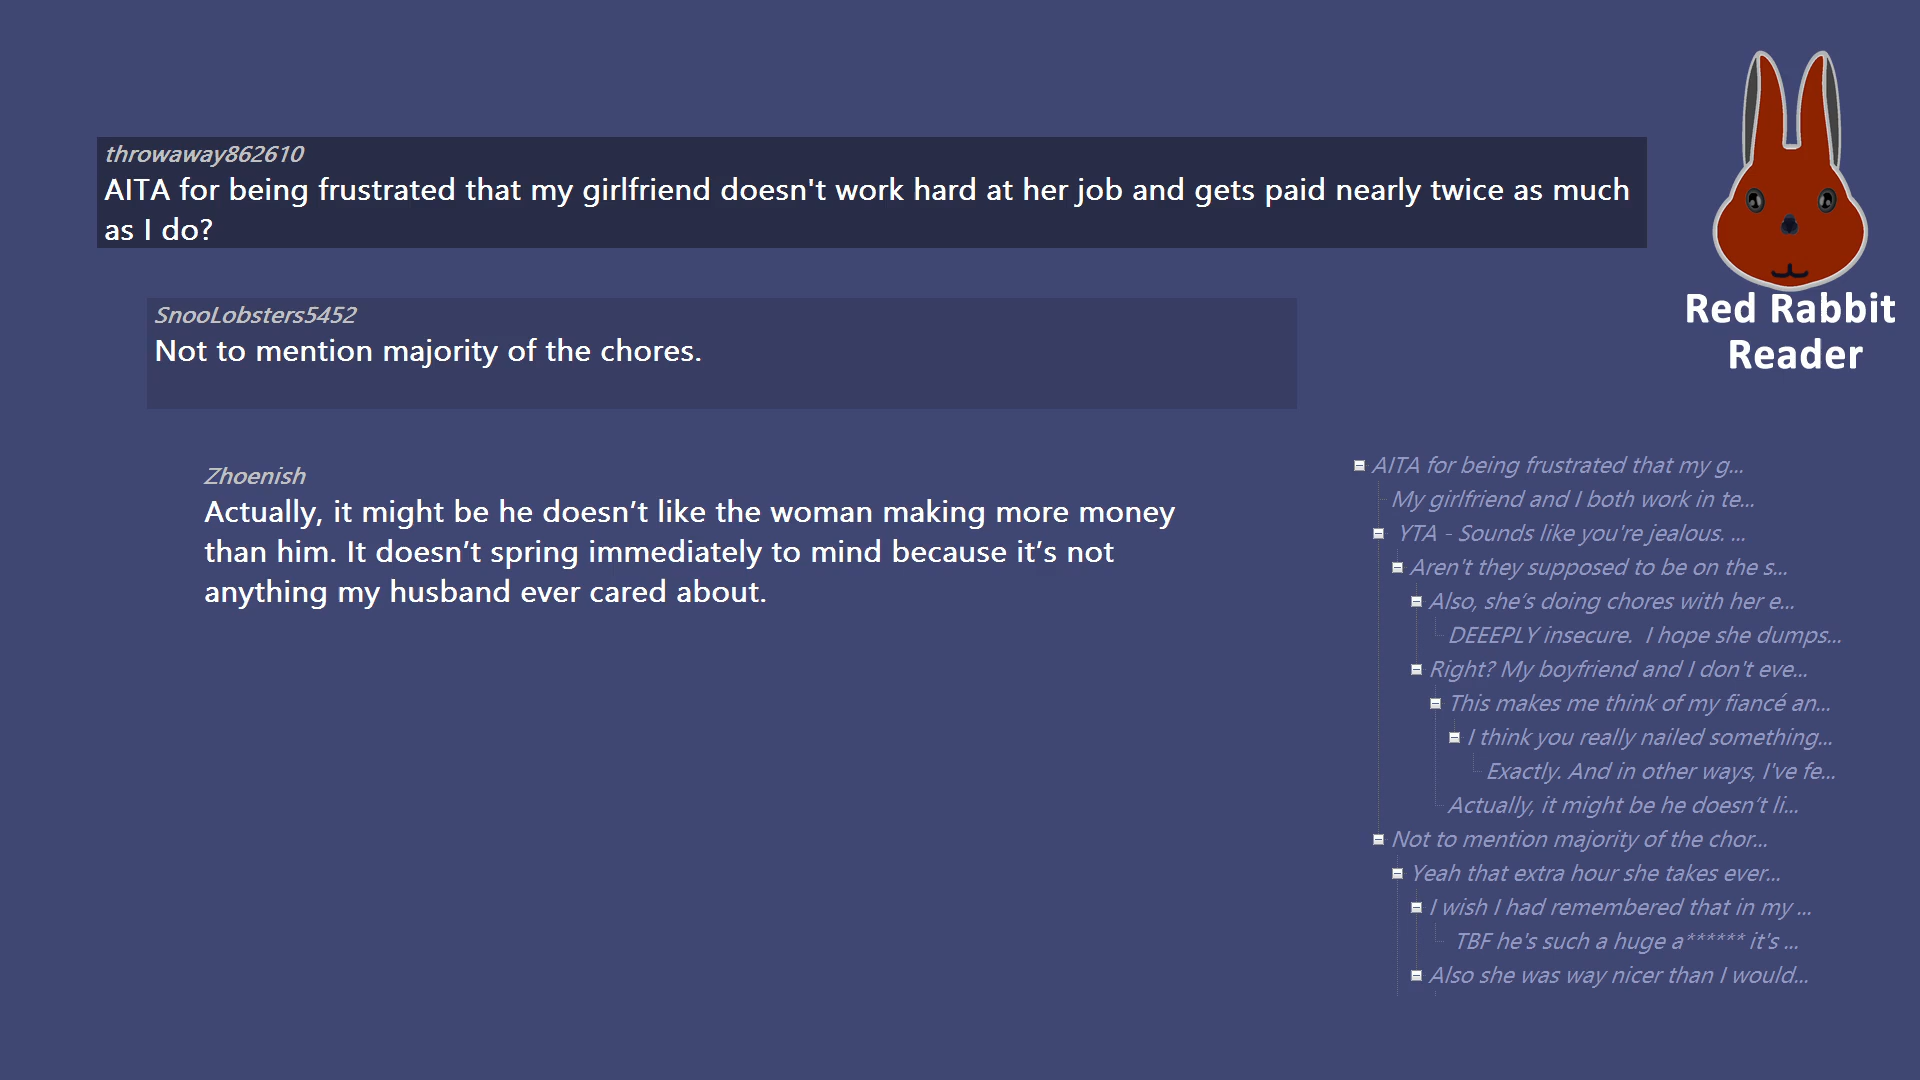 throwaway862610
AITA for being frustrated that my girlfriend doesn't work hard at her job and gets paid nearly twice as much
as I do?
SnooLobsters5452
Not to mention majority of the chores.
Zhoenish
Actually, it might be he doesn’t like the woman making more money
than him. It doesn’t spring immediately to mind because it’s not
anything my husband ever cared about.
Red Rabbit
Reader
AITA for being frustrated that my g...
My girlfriend and I both work in te...
YTA - Sounds like you're jealous. ...
Aren't they supposed to be on the s...
Also, she’s doing chores with her e...
DEEEPLY insecure.  I hope she dumps...
Right? My boyfriend and I don't eve...
This makes me think of my fiancé an...
I think you really nailed something...
Exactly. And in other ways, I've fe...
Actually, it might be he doesn’t li...
Not to mention majority of the chor...
Yeah that extra hour she takes ever...
I wish I had remembered that in my ...
TBF he's such a huge a****** it's ...
Also she was way nicer than I would...